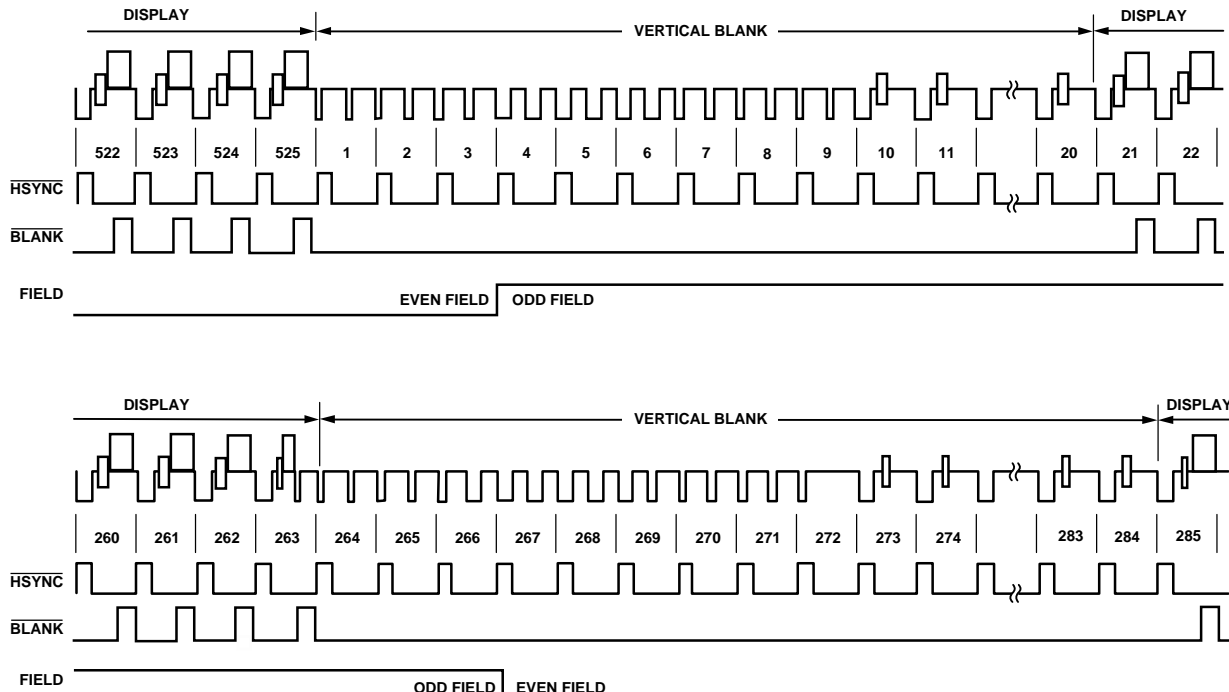 DISPLAY VERTICAL BLANK DISPLAY
522 523 524 525 1 2 3 4 5 6 7 8 9 10 11 20 21 22
HSYNC
BLANK
FIELD EVEN FIELD ODD FIELD
DISPLAY VERTICAL BLANK DISPLAY
260 261 262 263 264 265 266 267 268 269 270 271 272 273 274 283 284 285
HSYNC
BLANK
FIELD ODD FIELD EVEN FIELD